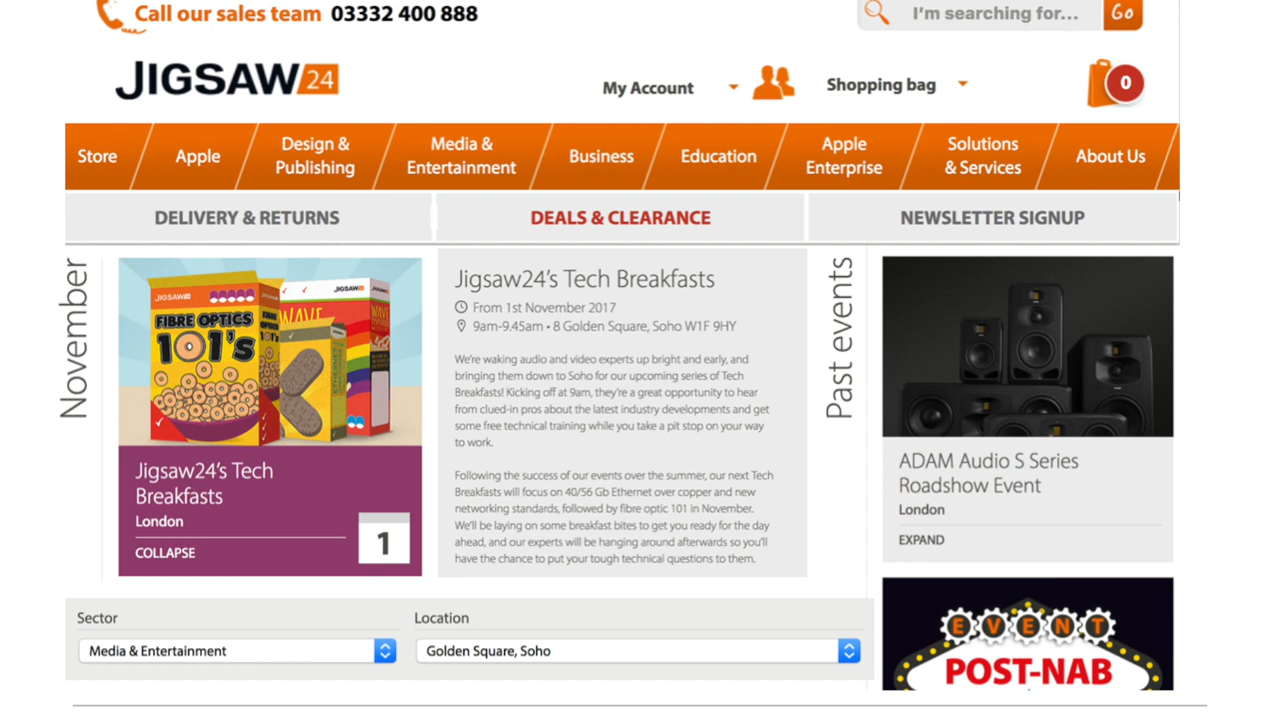 Call our sales team 03332 400 888
I'm searching for...
Go
JIGSAW24
My Account
Shopping bag
0
Store
Apple
Design &
Publishing
Media &
Entertainment
Business
Education
Apple
Enterprise
Solutions
& Services
About Us
DELIVERY & RETURNS
DEALS & CLEARANCE
NEWSLETTER SIGNUP
November
JIGSAW24
FIBRE OPTICS
101's
WAVE
JIGSAW24
Jigsaw24's Tech
Breakfasts
London
COLLAPSE
1
Jigsaw24's Tech Breakfasts
From 1st November 2017
9am-9.45am • 8 Golden Square, Soho W1F 9HY
We're waking audio and video experts up bright and early, and
bringing them down to Soho for our upcoming series of Tech
Breakfasts! Kicking off at 9am, they're a great opportunity to hear
from clued-in pros about the latest industry developments and get
some free technical training while you take a pit stop on your way
to work.
Following the success of our events over the summer, our next Tech
Breakfasts will focus on 40/56 Gb Ethernet over copper and new
networking standards, followed by fibre optic 101 in November.
We'll be laying on some breakfast bites to get you ready for the day
ahead, and our experts will be hanging around afterwards so you'll
have the chance to put your tough technical questions to them.
Past events
ADAM Audio S Series
Roadshow Event
London
EXPAND
EVENT
POST-NAB
Sector
Media & Entertainment
Location
Golden Square, Soho